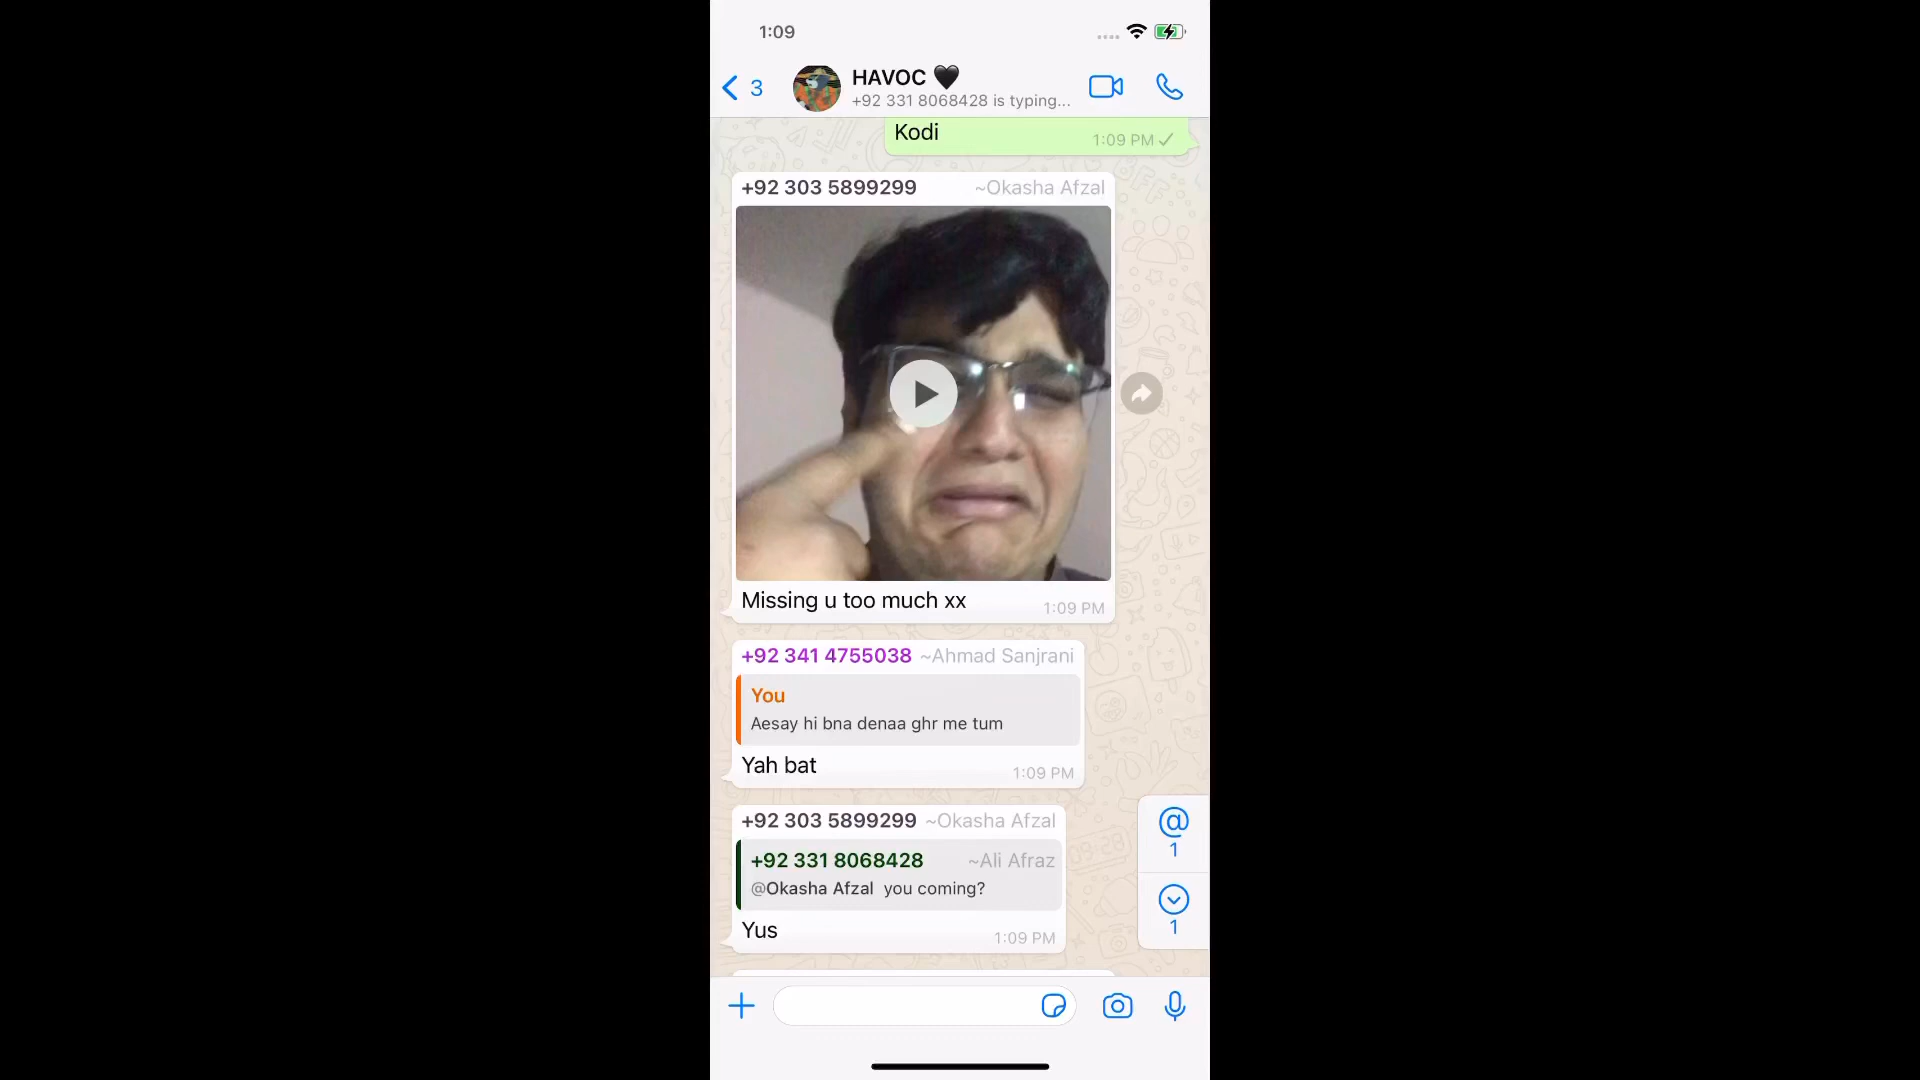 1:09
3
HAVOC 🖤
+92 331 8068428 is typing...
Kodi
1:09 PM
+92 303 5899299 ~Okasha Afzal
Missing u too much xx
1:09 PM
+92 341 4755038 ~Ahmad Sanjrani
You
Aesay hi bna denaa ghr me tum
Yah bat
1:09 PM
+92 303 5899299 ~Okasha Afzal
+92 331 8068428 ~Ali Afraz
@Okasha Afzal you coming?
Yus
1:09 PM
@
1
1